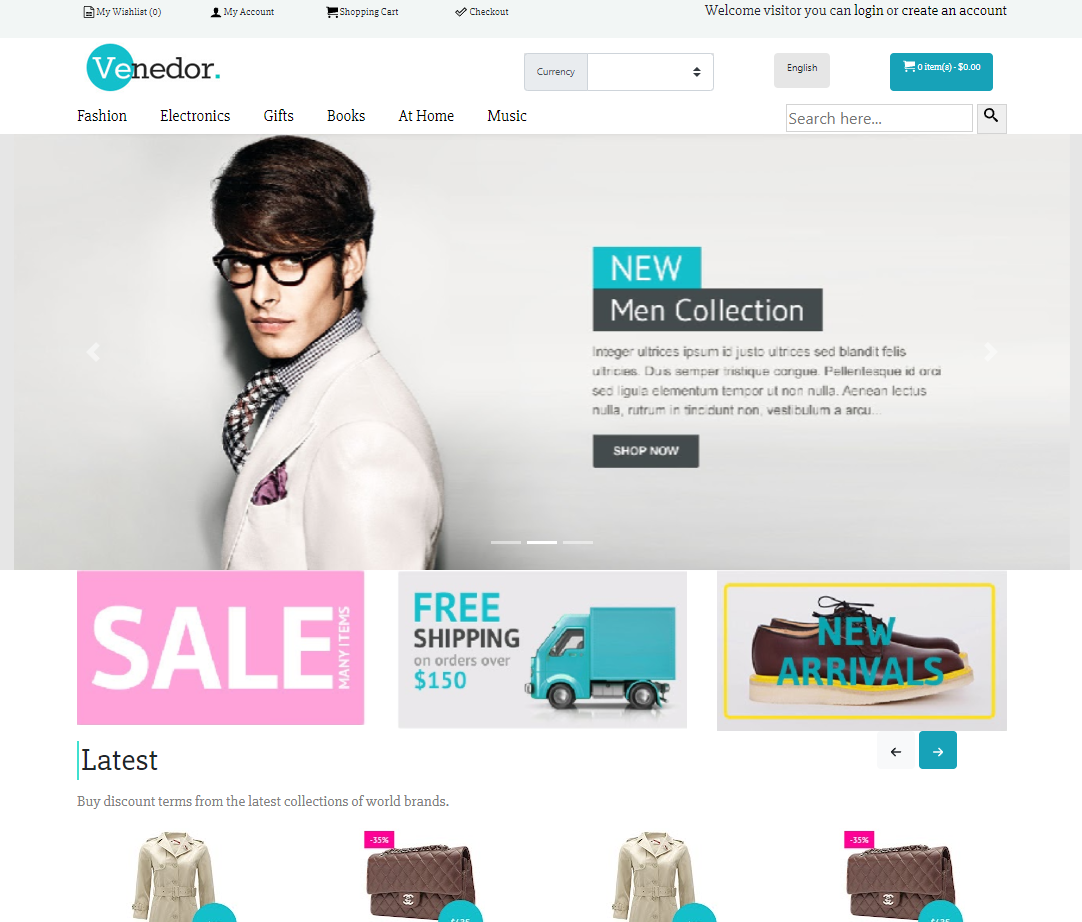 My Wishlist (0)
My Account
Shopping Cart
Checkout
Welcome visitor you can login or create an account
Venedor.
Currency
English
0 item(s) - $0.00
Fashion
Electronics
Gifts
Books
At Home
Music
Search here...
NEW
Men Collection
Integer ultrices ipsum id justo ultrices sed blandit felis
ultricies. Duis semper tristique congue. Pellentesque id orci
sed ligula elementum tempor ut non nulla. Aenean lectus
nulla, rutrum in tincidunt non, vestibulum a arcu...
SHOP NOW
SALE
MANY ITEMS
FREE
SHIPPING
on orders over
$150
NEW
ARRIVALS
Latest
Buy discount terms from the latest collections of world brands.
-35%
-35%